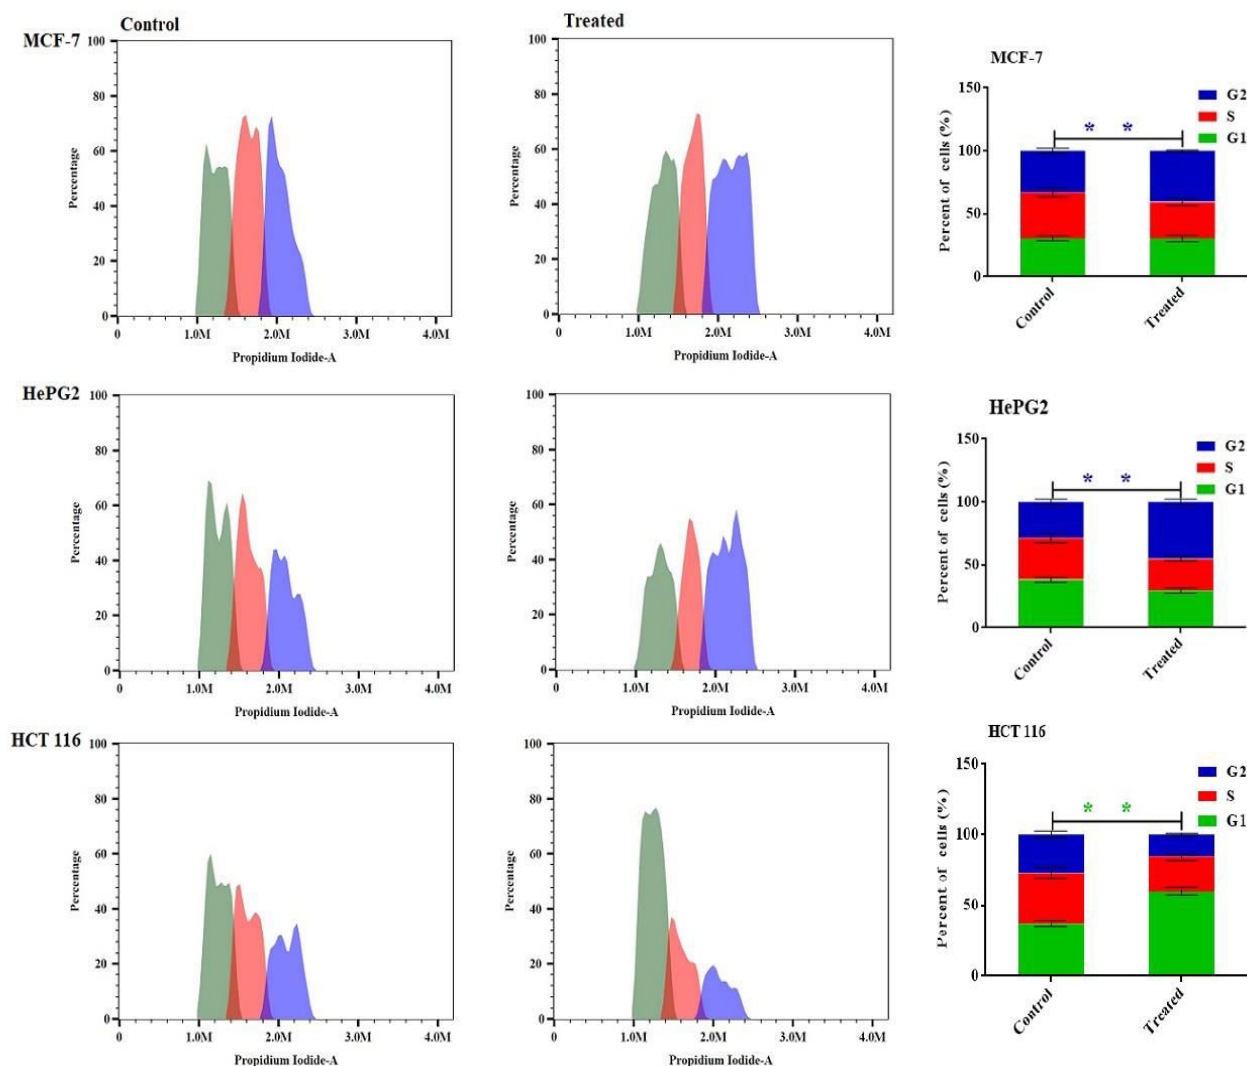 Control
Treated
MCF-7
100
80
60
40
20
0
Percentage
0
1.0M
2.0M
3.0M
4.0M
Propidium Iodide-A
100
80
60
40
20
0
Percentage
0
1.0M
2.0M
3.0M
4.0M
Propidium Iodide-A
MCF-7
150
100
50
0
Percent of cells (%)
* *
G2
S
G1
Control
Treated
HePG2
100
80
60
40
20
0
Percentage
0
1.0M
2.0M
3.0M
4.0M
Propidium Iodide-A
100
80
60
40
20
0
Percentage
0
1.0M
2.0M
3.0M
4.0M
Propidium Iodide-A
HePG2
150
100
50
0
Percent of cells (%)
* *
G2
S
G1
Control
Treated
HCT 116
100
80
60
40
20
0
Percentage
0
1.0M
2.0M
3.0M
4.0M
Propidium Iodide-A
100
80
60
40
20
0
Percentage
0
1.0M
2.0M
3.0M
4.0M
Propidium Iodide-A
HCT 116
150
100
50
0
Percent of cells (%)
* *
G2
S
G1
Control
Treated